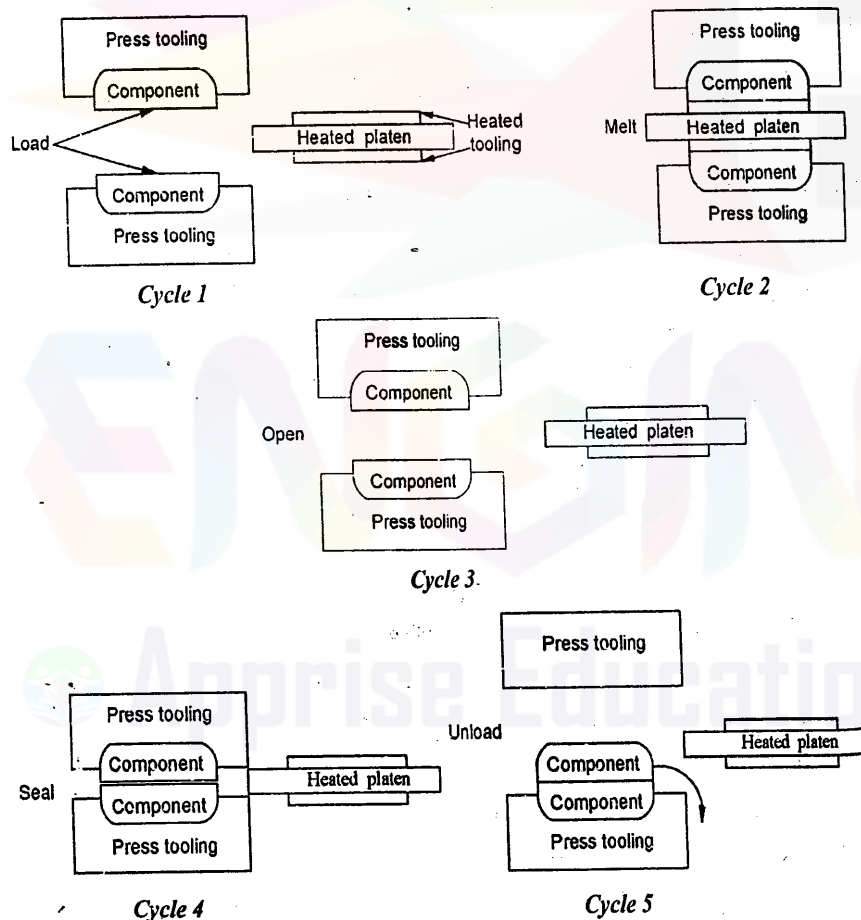 Press tooling
Component
Load
Component
Press tooling
Heated platen
Heated
tooling
Cycle 1
Press tooling
Component
Melt
Heated platen
Component
Press tooling
Cycle 2
Press tooling
Component
Open
Component
Press tooling
Heated platen
Cycle 3
Press tooling
Component
Seal
Component
Press tooling
Heated platen
Cycle 4
Press tooling
Unload
Component
Component
Press tooling
Heated platen
Cycle 5
ENGIN
Apprise Educatio